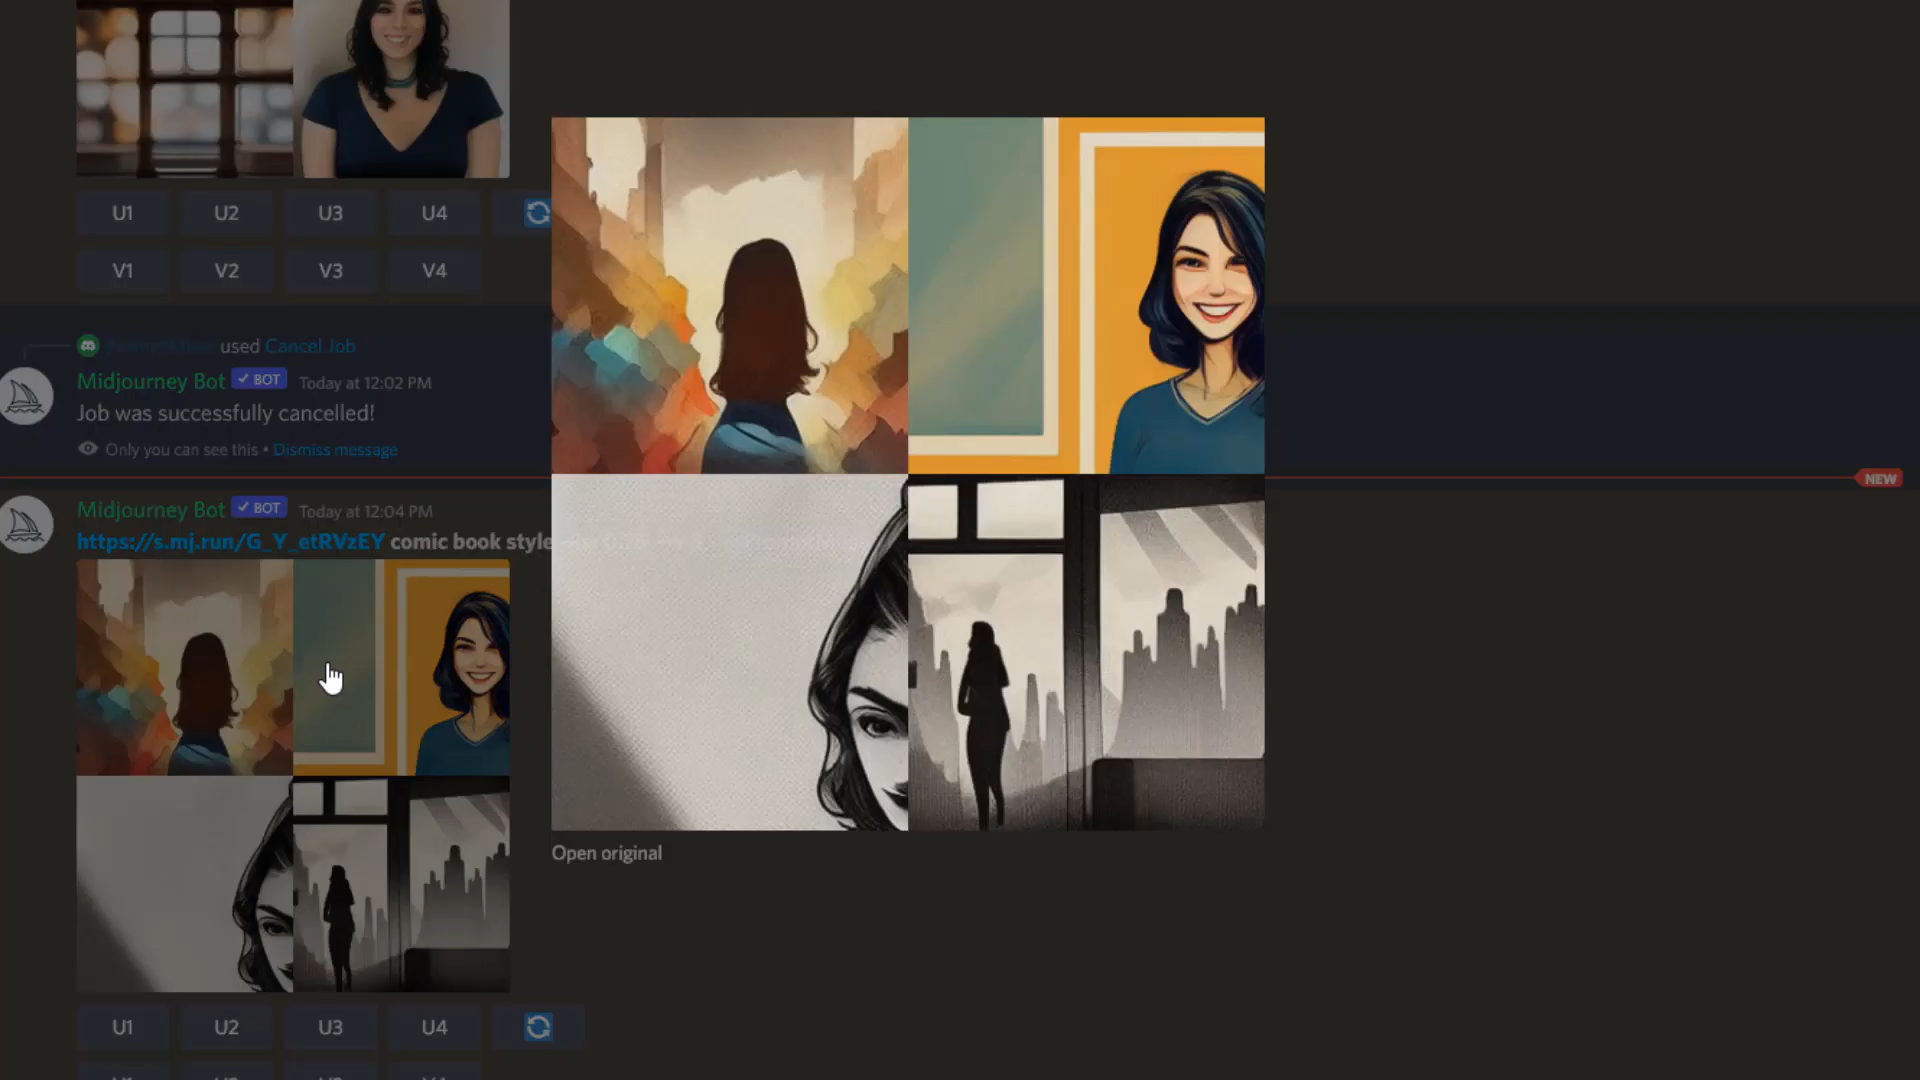 U1 U2 U3 U4
V1 V2 V3 V4
used Cancel Job
Midjourney Bot BOT Today at 12:02 PM
Job was successfully cancelled!
Only you can see this • Dismiss message
NEW
Midjourney Bot BOT Today at 12:04 PM
https://s.mj.run/G_Y_etRVzEY comic book style
Open original
U1 U2 U3 U4